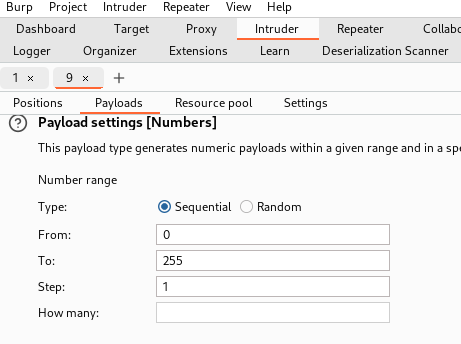 Burp Project Intruder Repeater View Help
Dashboard Target Proxy Intruder Repeater Collabo
Logger Organizer Extensions Learn Deserialization Scanner
1 × 9 × +
Positions Payloads Resource pool Settings
? Payload settings [Numbers]
This payload type generates numeric payloads within a given range and in a spe
Number range
Type: Sequential Random
From: 0
To: 255
Step: 1
How many: